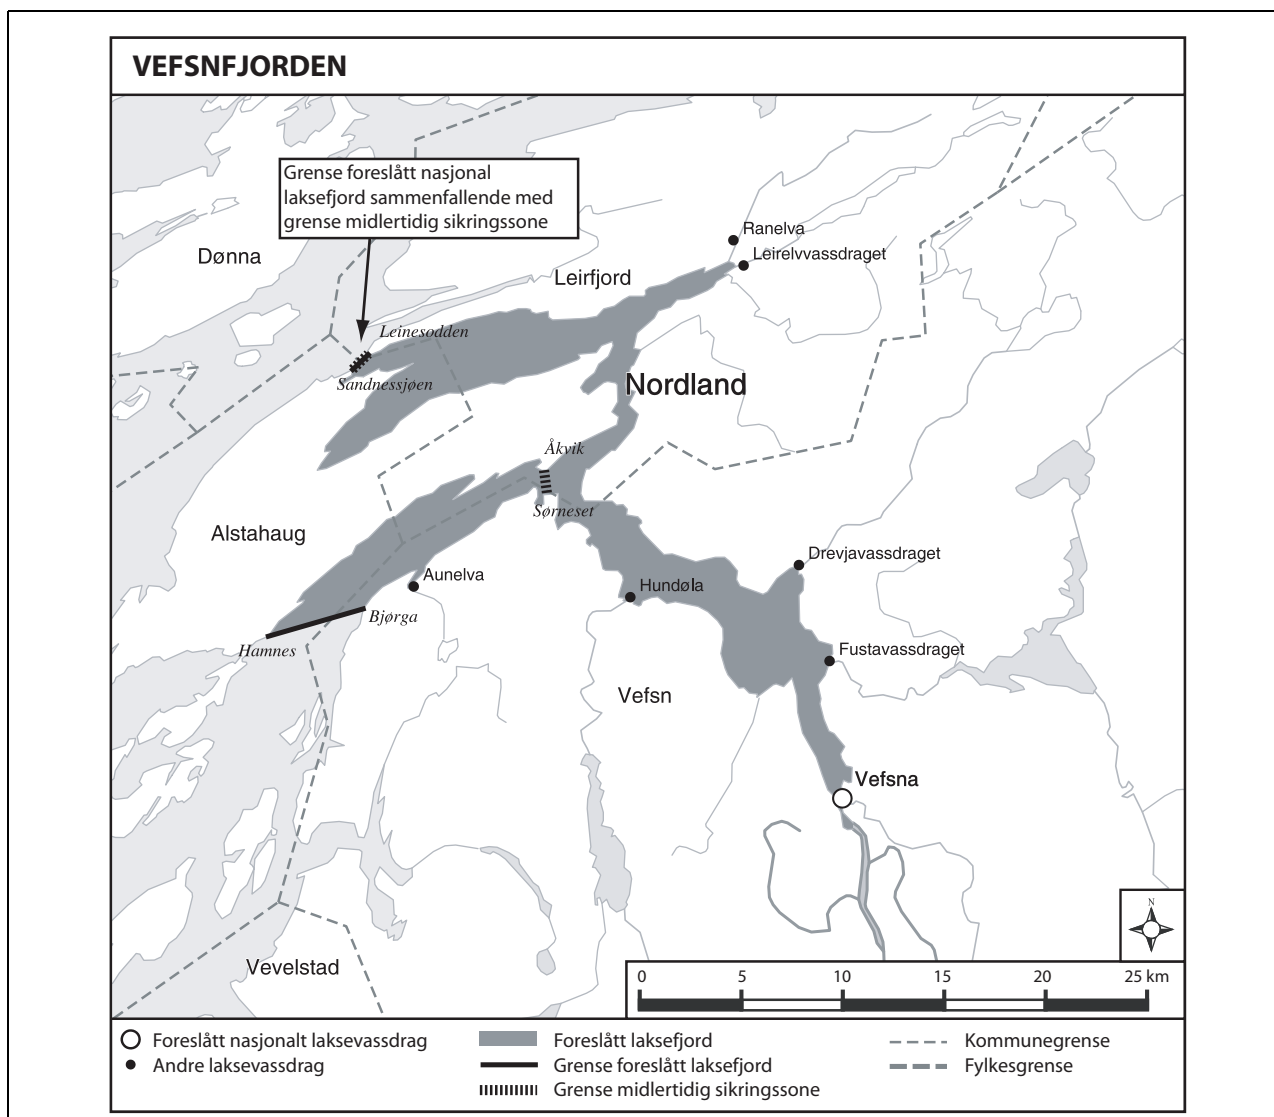 VEFSNFJORDEN
Grense foreslått nasjonal
laksefjord sammenfallende med
grense midlertidig sikringssone
Ranelva
Dønna
Leirelvvassdraget
Leirfjord
Leinesodden
Sandnessjøen
Nordland
Åkvik
Sørneset
Alstahaug
Drevjavassdraget
Aunelva
Hundøla
Bjørga
Hamnes
Fustavassdraget
Vefsn
Vefsna
N
Vevelstad
0 5 10 15 20 25 km
Foreslått nasjonalt laksevassdrag
Andre laksevassdrag
Foreslått laksefjord
Grense foreslått laksefjord
Grense midlertidig sikringssone
Kommunegrense
Fylkesgrense